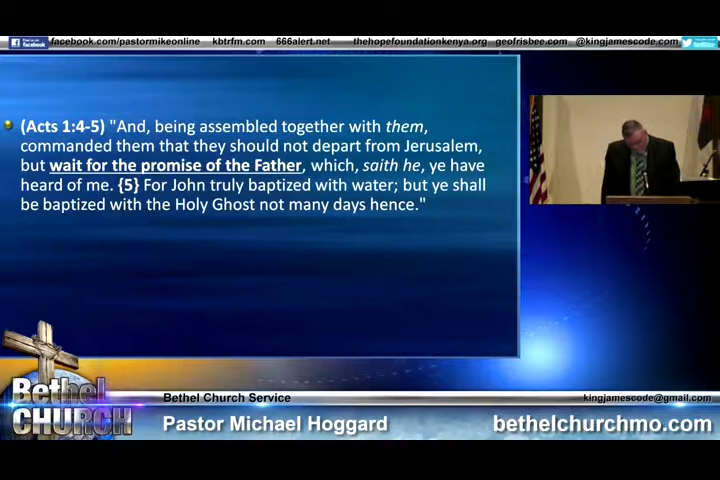 facebook.com/pastormikeonline kbtrfm.com 666alert.net thehopefoundationkenya.org geofrisbee.com @kingjamescode.com
(Acts 1:4-5) "And, being assembled together with them,
commanded them that they should not depart from Jerusalem,
but wait for the promise of the Father, which, saith he, ye have
heard of me. {5} For John truly baptized with water; but ye shall
be baptized with the Holy Ghost not many days hence."
Bethel
CHURCH
Bethel Church Service
kingjamescode@gmail.com
Pastor Michael Hoggard
bethelchurchmo.com